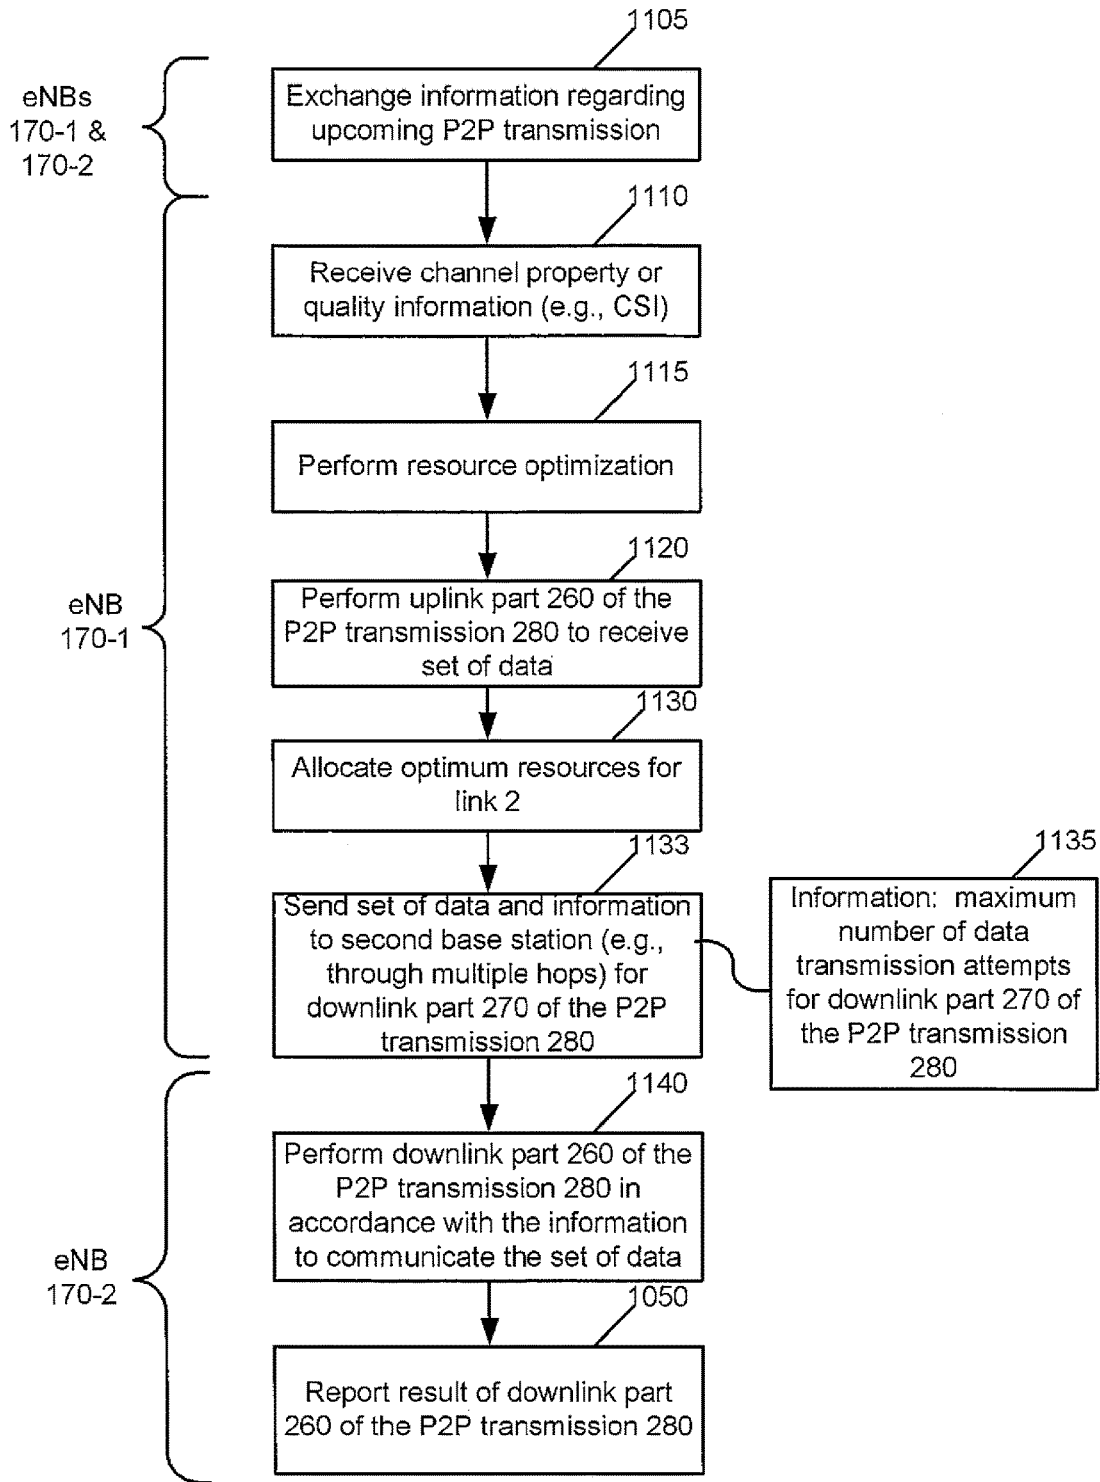 1105
eNBs
170-1 &
170-2
Exchange information regarding
upcoming P2P transmission
1110
Receive channel property or
quality information (e.g., CSI)
1115
Perform resource optimization
eNB
170-1
1120
Perform uplink part 260 of the
P2P transmission 280 to receive
set of data
1130
Allocate optimum resources for
link 2
1133
Send set of data and information
to second base station (e.g.,
through multiple hops) for
downlink part 270 of the P2P
transmission 280
1135
Information: maximum
number of data
transmission attempts
for downlink part 270 of
the P2P transmission
280
eNB
170-2
1140
Perform downlink part 260 of the
P2P transmission 280 in
accordance with the information
to communicate the set of data
1050
Report result of downlink part
260 of the P2P transmission 280